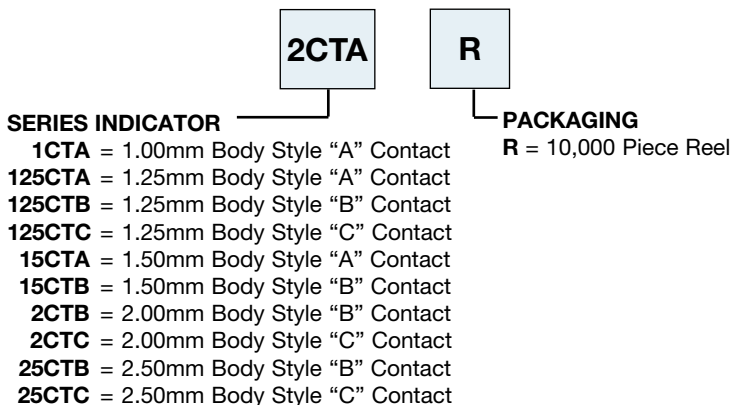 2CTA R
SERIES INDICATOR
1CTA = 1.00mm Body Style “A” Contact
125CTA = 1.25mm Body Style “A” Contact
125CTB = 1.25mm Body Style “B” Contact
125CTC = 1.25mm Body Style “C” Contact
15CTA = 1.50mm Body Style “A” Contact
15CTB = 1.50mm Body Style “B” Contact
2CTB = 2.00mm Body Style “B” Contact
2CTC = 2.00mm Body Style “C” Contact
25CTB = 2.50mm Body Style “B” Contact
25CTC = 2.50mm Body Style “C” Contact
PACKAGING
R = 10,000 Piece Reel